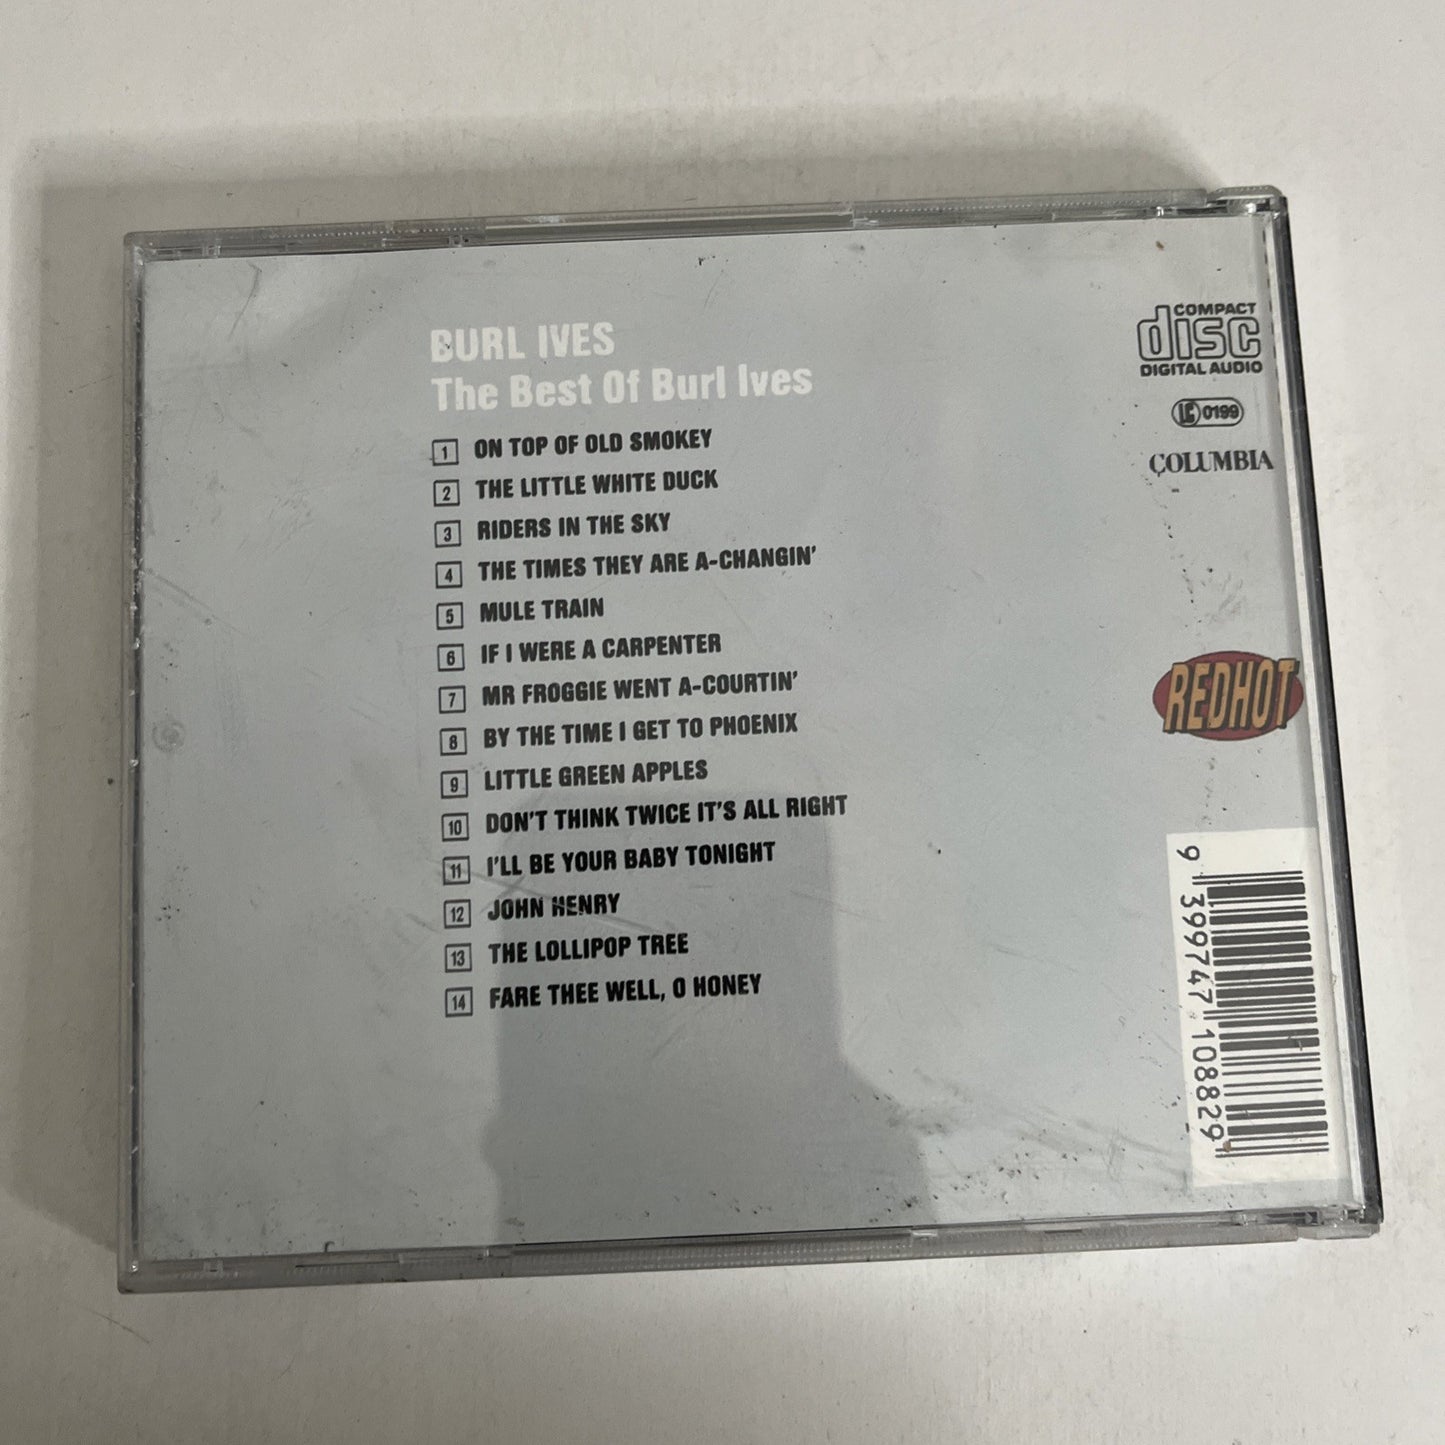 BURL IVES
The Best Of Burl Ives
1 ON TOP OF OLD SMOKEY
2 THE LITTLE WHITE DUCK
3 RIDERS IN THE SKY
4 THE TIMES THEY ARE A-CHANGIN'
5 MULE TRAIN
6 IF I WERE A CARPENTER
7 MR FROGGIE WENT A-COURTIN'
8 BY THE TIME I GET TO PHOENIX
9 LITTLE GREEN APPLES
10 DON'T THINK TWICE IT'S ALL RIGHT
11 I'LL BE YOUR BABY TONIGHT
12 JOHN HENRY
13 THE LOLLIPOP TREE
14 FARE THEE WELL, O HONEY
COMPACT
disc
DIGITAL AUDIO
LC 0199
COLUMBIA
REDHOT
9 399747 108829